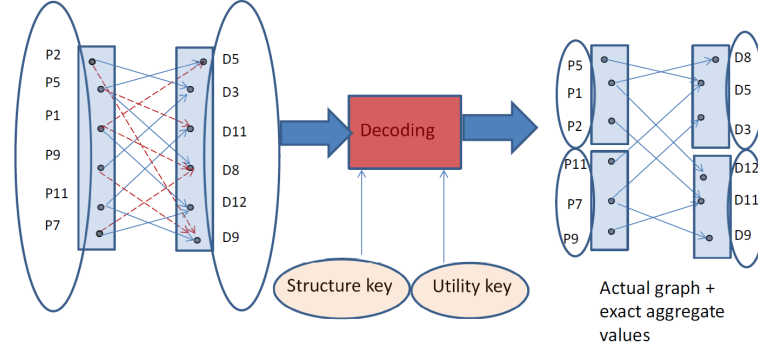 P2
P5
P1
P9
P11
P7
D5
D3
D11
D8
D12
D9
Decoding
Structure key
Utility key
P5
P1
P2
P11
P7
P9
D8
D5
D3
D12
D11
D9
Actual graph +
exact aggregate
values